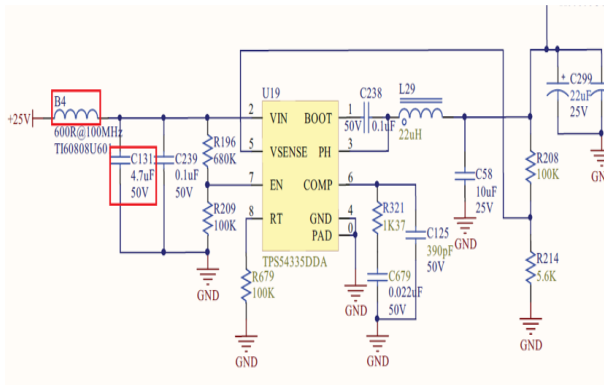 +25V
B4
600R@100MHz
TI60808U601
C131
4.7uF
50V
C239
0.1uF
50V
R196
680K
R209
100K
GND
U19
2 VIN BOOT 1
5 VSENSE PH 3
7 EN COMP 6
8 RT GND 4
PAD 0
TPS54335DDA
R679
100K
GND
C238
50V 0.1uF
L29
22uH
R321
1K37
C679
0.022uF
50V
GND
C125
390pF
50V
GND
C58
10uF
25V
GND
R208
100K
R214
5.6K
GND
+ C299
22uF
25V
GND